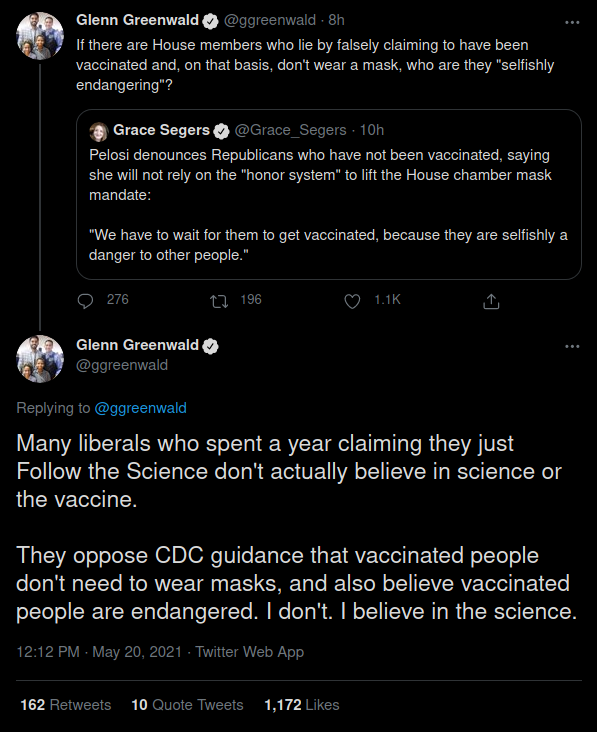 Glenn Greenwald @ggreenwald · 8h
If there are House members who lie by falsely claiming to have been
vaccinated and, on that basis, don't wear a mask, who are they "selfishly
endangering"?
Grace Segers @Grace_Segers · 10h
Pelosi denounces Republicans who have not been vaccinated, saying
she will not rely on the "honor system" to lift the House chamber mask
mandate:
"We have to wait for them to get vaccinated, because they are selfishly a
danger to other people."
276 196 1.1K
Glenn Greenwald
@ggreenwald
Replying to @ggreenwald
Many liberals who spent a year claiming they just
Follow the Science don't actually believe in science or
the vaccine.
They oppose CDC guidance that vaccinated people
don't need to wear masks, and also believe vaccinated
people are endangered. I don't. I believe in the science.
12:12 PM · May 20, 2021 · Twitter Web App
162 Retweets 10 Quote Tweets 1,172 Likes